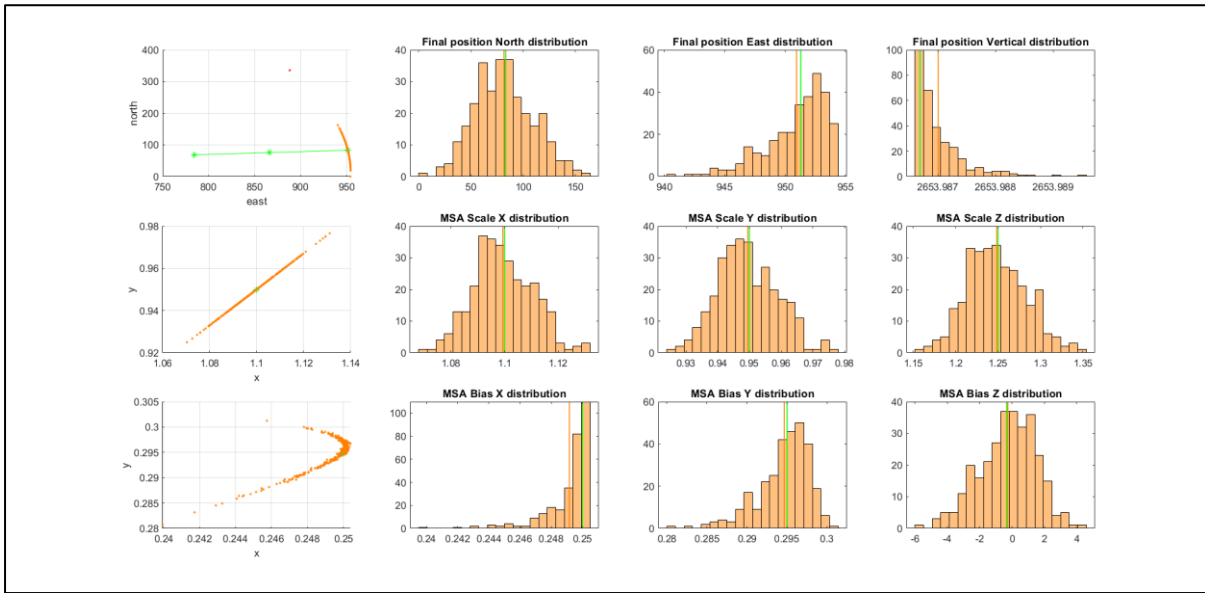 Final position North distribution
Final position East distribution
Final position Vertical distribution
400
300
200
100
0
north
750 800 850 900 950
east
40
30
20
10
0
0 50 100 150
60
40
20
0
940 945 950 955
100
80
60
40
20
0
2653.987 2653.988 2653.989
MSA Scale X distribution
MSA Scale Y distribution
MSA Scale Z distribution
0.98
0.96
0.94
0.92
y
1.06 1.08 1.1 1.12 1.14
x
40
30
20
10
0
1.08 1.1 1.12
40
30
20
10
0
0.93 0.94 0.95 0.96 0.97 0.98
40
30
20
10
0
1.15 1.2 1.25 1.3 1.35
MSA Bias X distribution
MSA Bias Y distribution
MSA Bias Z distribution
0.305
0.3
0.295
0.29
0.285
0.28
y
0.24 0.242 0.244 0.246 0.248 0.25
x
100
80
60
40
20
0
0.24 0.242 0.244 0.246 0.248 0.25
60
40
20
0
0.28 0.285 0.29 0.295 0.3
40
30
20
10
0
-6 -4 -2 0 2 4